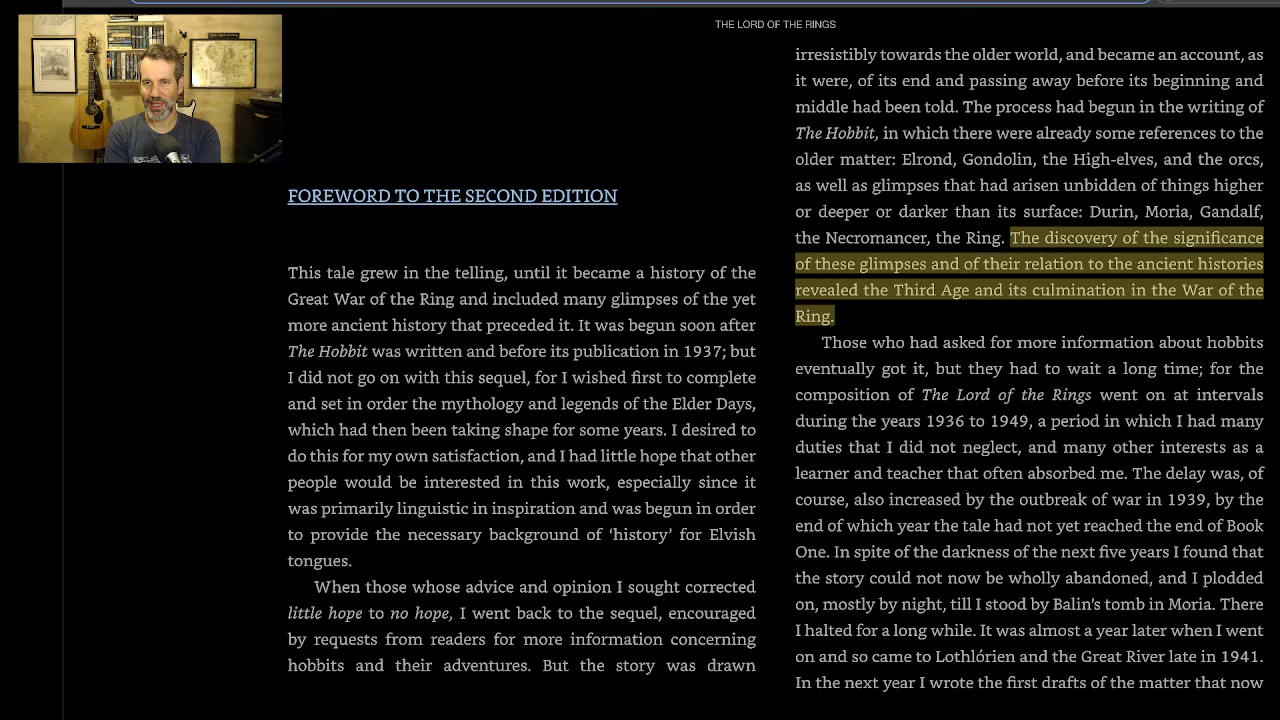 THE LORD OF THE RINGS
FOREWORD TO THE SECOND EDITION
This tale grew in the telling, until it became a history of the
Great War of the Ring and included many glimpses of the yet
more ancient history that preceded it. It was begun soon after
The Hobbit was written and before its publication in 1937; but
I did not go on with this sequel, for I wished first to complete
and set in order the mythology and legends of the Elder Days,
which had then been taking shape for some years. I desired to
do this for my own satisfaction, and I had little hope that other
people would be interested in this work, especially since it
was primarily linguistic in inspiration and was begun in order
to provide the necessary background of ‘history’ for Elvish
tongues.
When those whose advice and opinion I sought corrected
little hope to no hope, I went back to the sequel, encouraged
by requests from readers for more information concerning
hobbits and their adventures. But the story was drawn
irresistibly towards the older world, and became an account, as
it were, of its end and passing away before its beginning and
middle had been told. The process had begun in the writing of
The Hobbit, in which there were already some references to the
older matter: Elrond, Gondolin, the High-elves, and the orcs,
as well as glimpses that had arisen unbidden of things higher
or deeper or darker than its surface: Durin, Moria, Gandalf,
the Necromancer, the Ring. The discovery of the significance
of these glimpses and of their relation to the ancient histories
revealed the Third Age and its culmination in the War of the
Ring.
Those who had asked for more information about hobbits
eventually got it, but they had to wait a long time; for the
composition of The Lord of the Rings went on at intervals
during the years 1936 to 1949, a period in which I had many
duties that I did not neglect, and many other interests as a
learner and teacher that often absorbed me. The delay was, of
course, also increased by the outbreak of war in 1939, by the
end of which year the tale had not yet reached the end of Book
One. In spite of the darkness of the next five years I found that
the story could not now be wholly abandoned, and I plodded
on, mostly by night, till I stood by Balin’s tomb in Moria. There
I halted for a long while. It was almost a year later when I went
on and so came to Lothlórien and the Great River late in 1941.
In the next year I wrote the first drafts of the matter that now